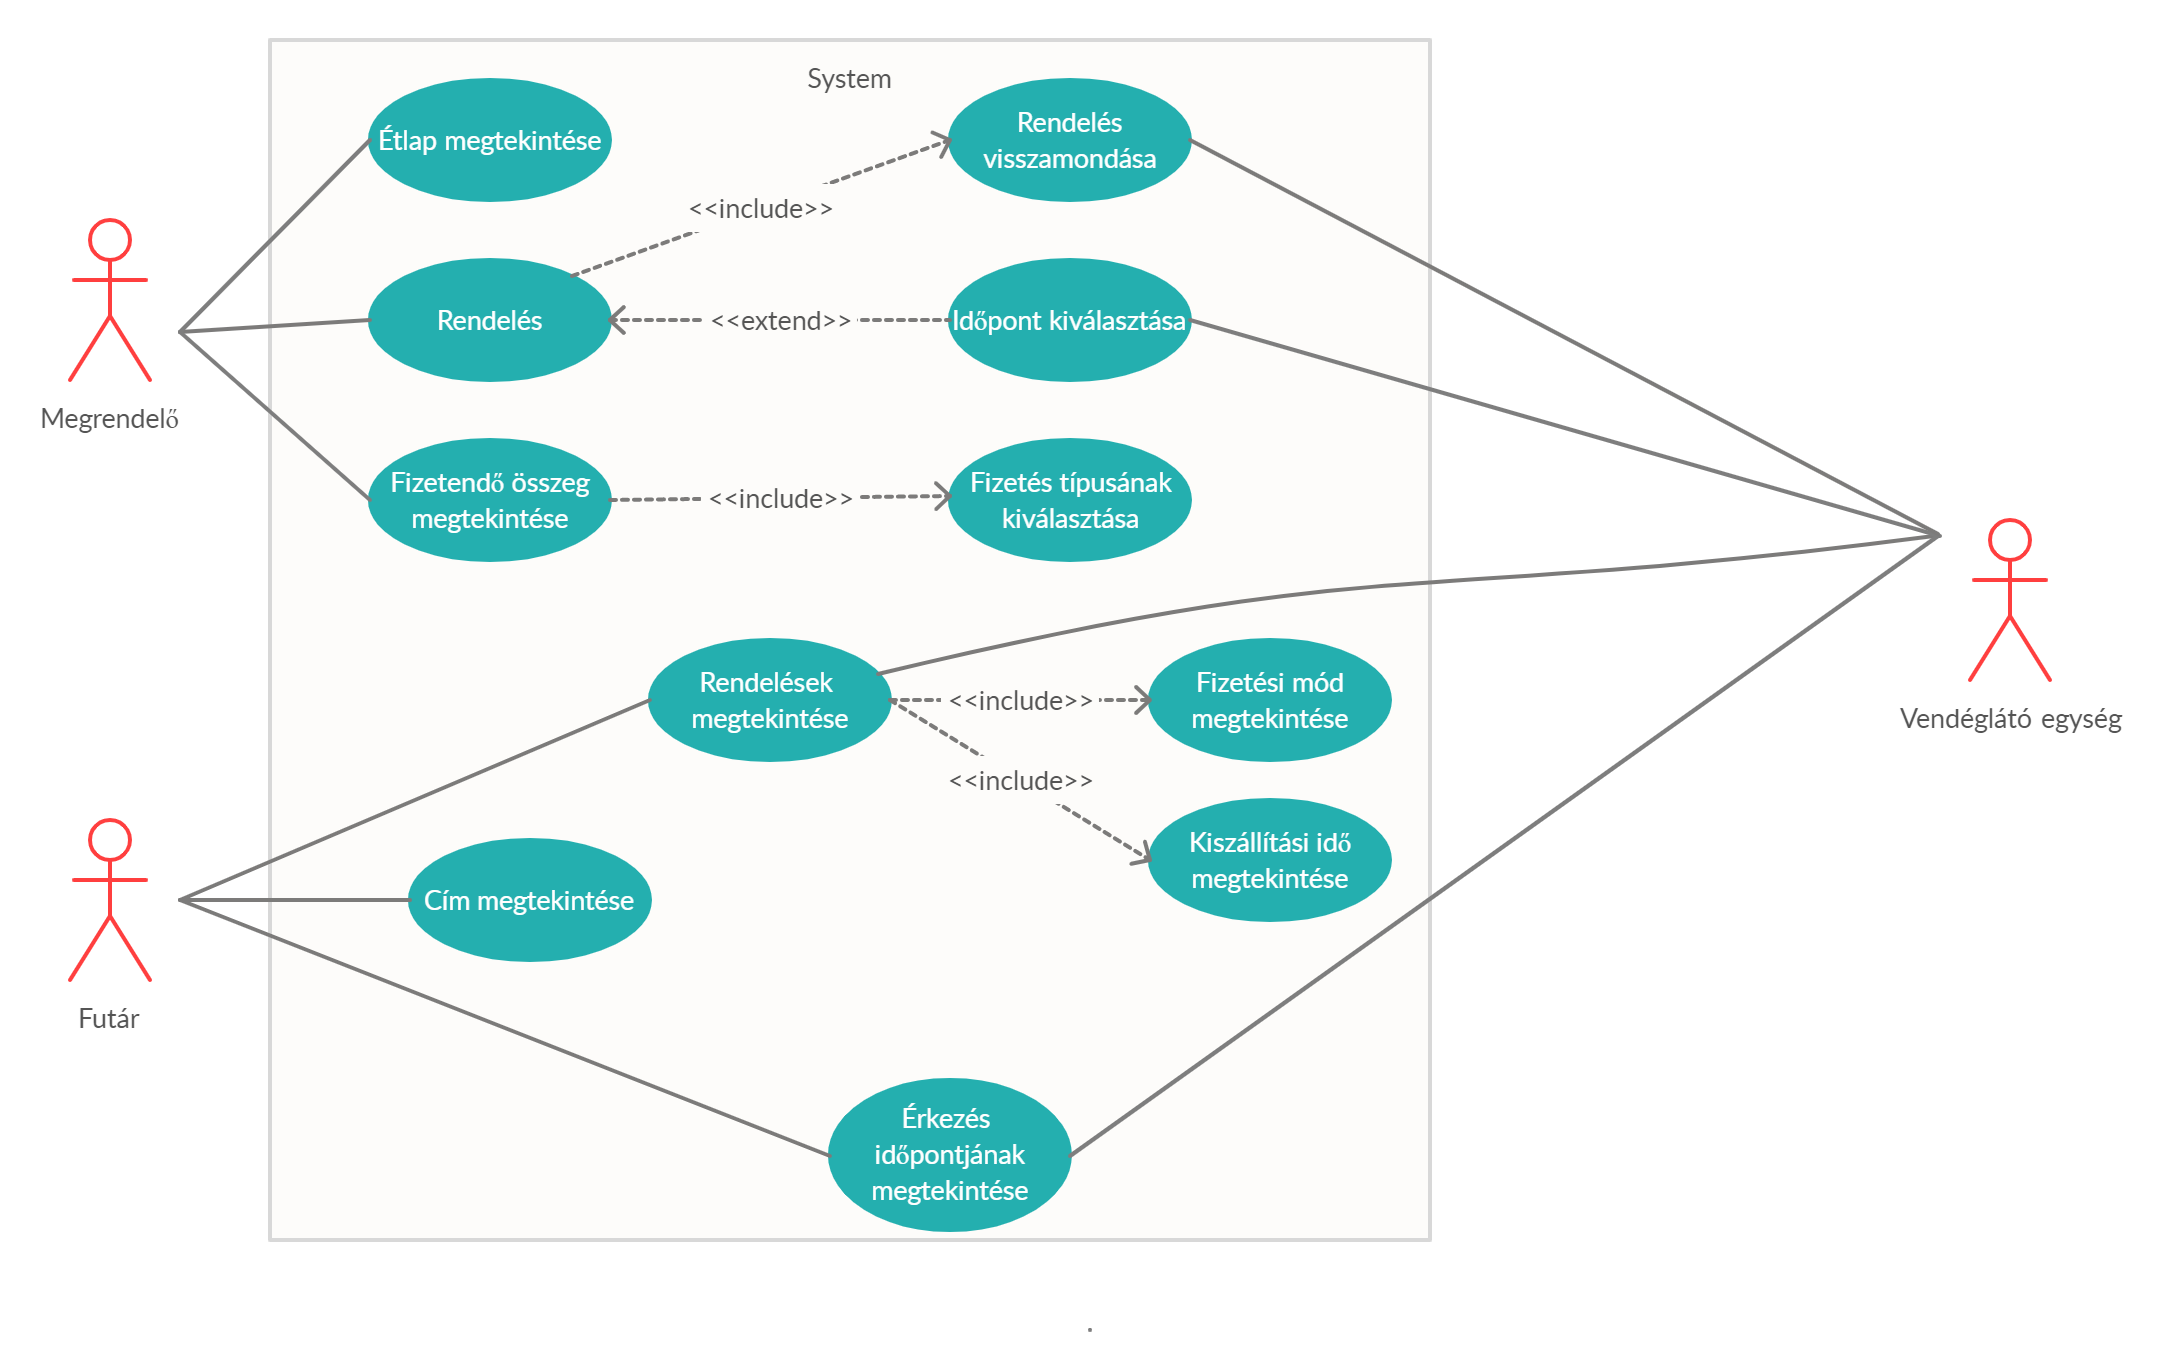 System
Étlap megtekintése
Rendelés
visszamondása
<<include>>
Rendelés
<<extend>>
Időpont kiválasztása
Megrendelő
Fizetendő összeg
megtekintése
<<include>>
Fizetés típusának
kiválasztása
Rendelések
megtekintése
<<include>>
Fizetési mód
megtekintése
Vendéglátó egység
<<include>>
Kiszállítási idő
megtekintése
Cím megtekintése
Futár
Érkezés
időpontjának
megtekintése
.